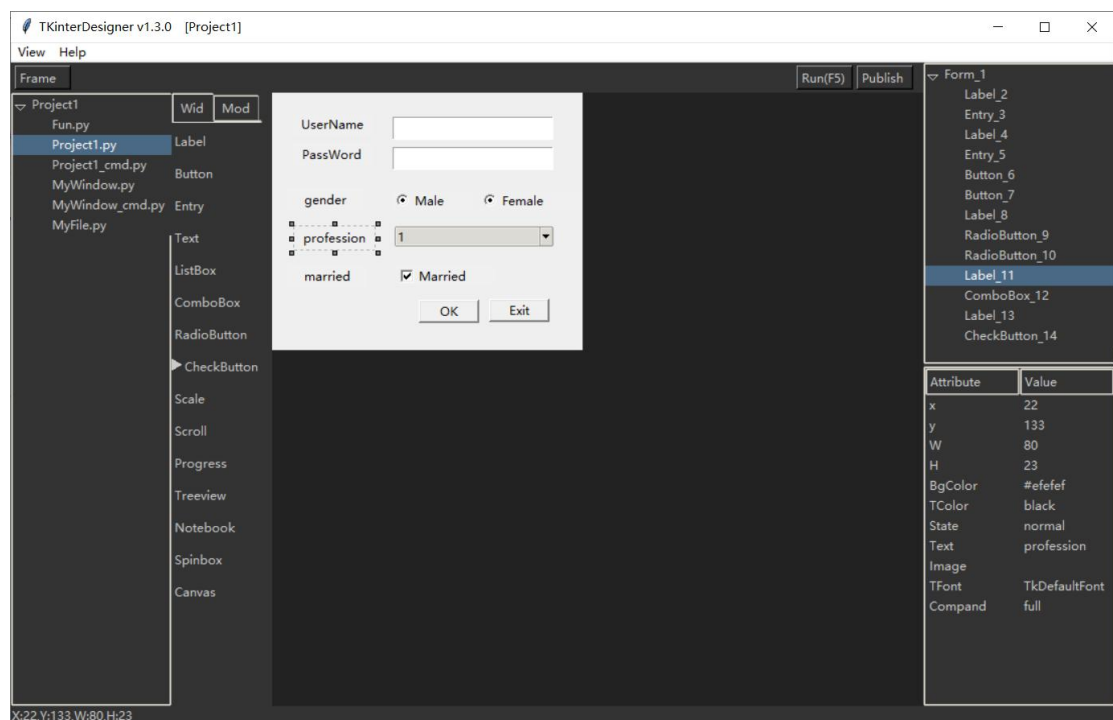 TKinterDesigner v1.3.0 [Project1]
View Help
Frame
Run(F5) Publish
Project1
Fun.py
Project1.py
Project1_cmd.py
MyWindow.py
MyWindow_cmd.py
MyFile.py
Wid Mod
Label
Button
Entry
Text
ListBox
ComboBox
RadioButton
CheckButton
Scale
Scroll
Progress
Treeview
Notebook
Spinbox
Canvas
UserName
PassWord
gender Male Female
profession 1
married Married
OK Exit
Form_1
Label_2
Entry_3
Label_4
Entry_5
Button_6
Button_7
Label_8
RadioButton_9
RadioButton_10
Label_11
ComboBox_12
Label_13
CheckButton_14
Attribute Value
x 22
y 133
W 80
H 23
BgColor #efefef
TColor black
State normal
Text profession
Image
TFont TkDefaultFont
Compand full
X:22,Y:133,W:80,H:23